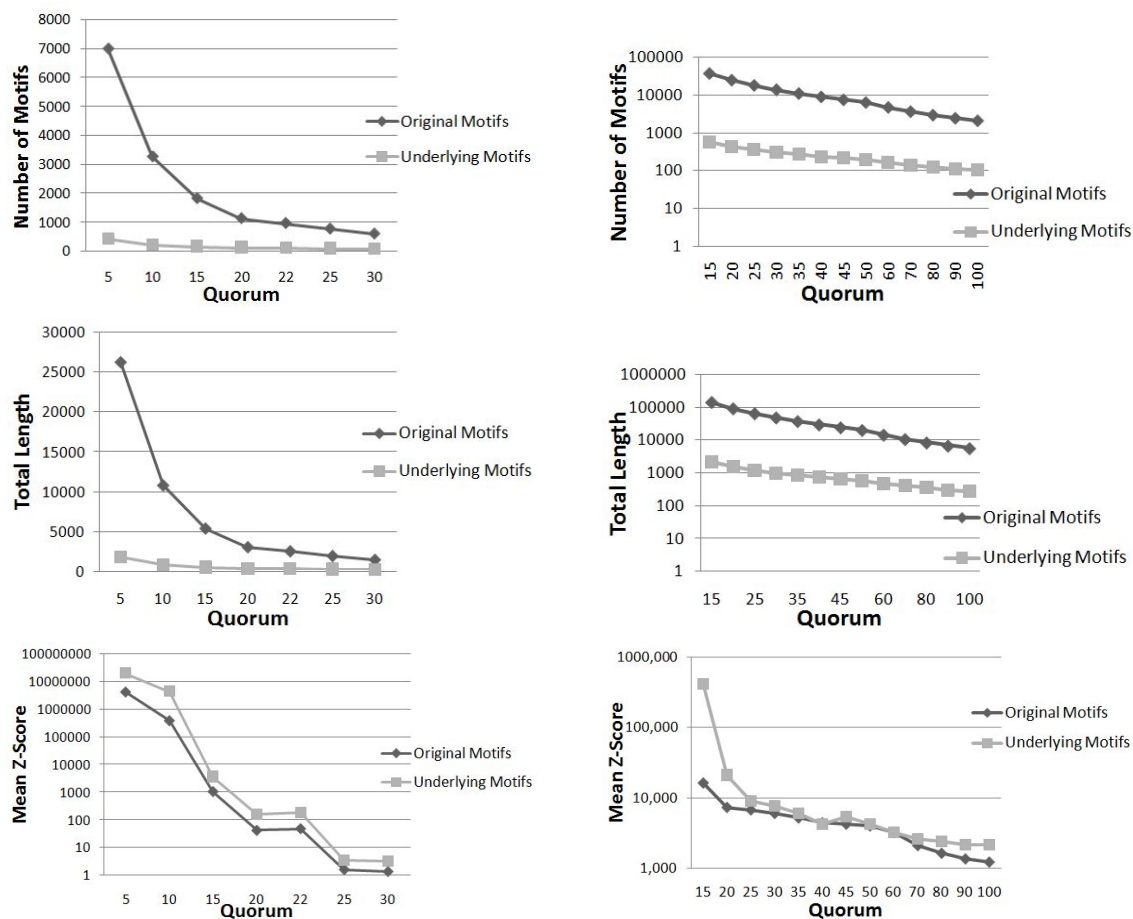 Number of Motifs
8000
7000
6000
5000
4000
3000
2000
1000
0
5 10 15 20 22 25 30
Quorum
Original Motifs
Underlying Motifs
Number of Motifs
100000
10000
1000
100
10
1
15 20 25 30 35 40 45 50 60 70 80 90 100
Quorum
Original Motifs
Underlying Motifs
Total Length
30000
25000
20000
15000
10000
5000
0
5 10 15 20 22 25 30
Quorum
Original Motifs
Underlying Motifs
Total Length
1000000
100000
10000
1000
100
10
1
15 25 35 45 60 80 100
Quorum
Original Motifs
Underlying Motifs
Mean Z-Score
100000000
10000000
1000000
100000
10000
1000
100
10
1
5 10 15 20 22 25 30
Quorum
Original Motifs
Underlying Motifs
Mean Z-Score
1000,000
100,000
10,000
1,000
15 20 25 30 35 40 45 50 60 70 80 90 100
Quorum
Original Motifs
Underlying Motifs